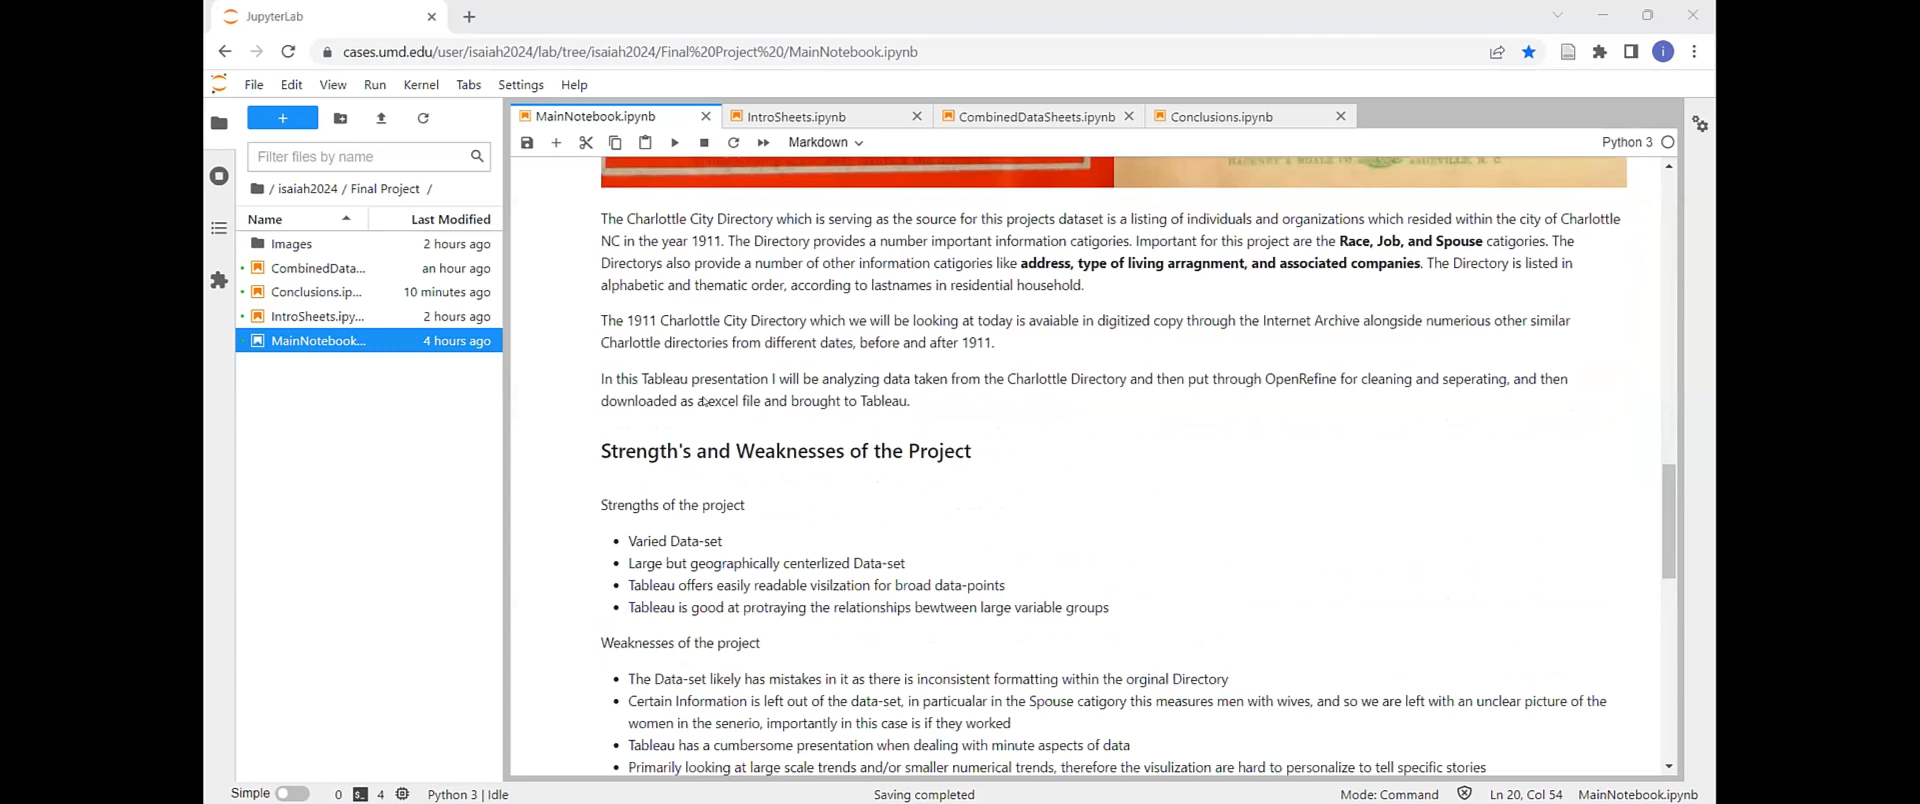 JupyterLab
cases.umd.edu/user/isaiah2024/lab/tree/isaiah2024/Final%20Project%20/MainNotebook.ipynb
i
File Edit View Run Kernel Tabs Settings Help
MainNotebook.ipynb IntroSheets.ipynb CombinedDataSheets.ipynb Conclusions.ipynb
Markdown Python 3
Filter files by name
/ isaiah2024 / Final Project /
Name Last Modified
Images 2 hours ago
CombinedData... an hour ago
Conclusions.ip... 10 minutes ago
IntroSheets.ipy... 2 hours ago
MainNotebook... 4 hours ago
HACKNEY & MOALE CO ASHEVILLE, N. C.
The Charlottle City Directory which is serving as the source for this projects dataset is a listing of individuals and organizations which resided within the city of Charlottle
NC in the year 1911. The Directory provides a number important information catigories. Important for this project are the Race, Job, and Spouse catigories. The
Directorys also provide a number of other information catigories like address, type of living arragnment, and associated companies. The Directory is listed in
alphabetic and thematic order, according to lastnames in residential household.
The 1911 Charlottle City Directory which we will be looking at today is avaiable in digitized copy through the Internet Archive alongside numerious other similar
Charlottle directories from different dates, before and after 1911.
In this Tableau presentation I will be analyzing data taken from the Charlottle Directory and then put through OpenRefine for cleaning and seperating, and then
downloaded as a excel file and brought to Tableau.
Strength's and Weaknesses of the Project
Strengths of the project
• Varied Data-set
• Large but geographically centerlized Data-set
• Tableau offers easily readable visilzation for broad data-points
• Tableau is good at protraying the relationships bewtween large variable groups
Weaknesses of the project
• The Data-set likely has mistakes in it as there is inconsistent formatting within the orginal Directory
• Certain Information is left out of the data-set, in particular in the Spouse catigory this measures men with wives, and so we are left with an unclear picture of the
women in the senerio, importantly in this case is if they worked
• Tableau has a cumbersome presentation when dealing with minute aspects of data
• Primarily looking at large scale trends and/or smaller numerical trends, therefore the visulization are hard to personalize to tell specific stories
Simple 0 4 Python 3 | Idle Saving completed Mode: Command Ln 20, Col 54 MainNotebook.ipynb